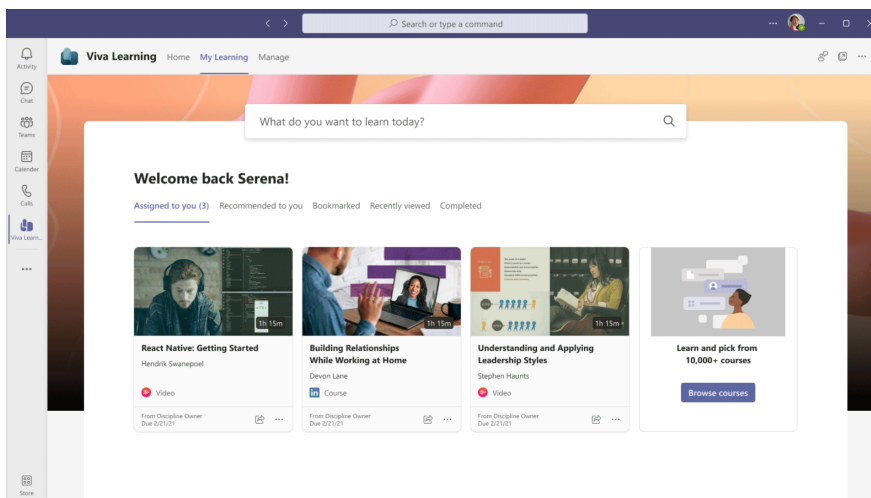 Search or type a command
Activity
Chat
Teams
Calender
Calls
Viva Learn...
Store
Viva Learning
Home
My Learning
Manage
What do you want to learn today?
Welcome back Serena!
Assigned to you (3)
Recommended to you
Bookmarked
Recently viewed
Completed
1h 15m
React Native: Getting Started
Hendrik Swanepoel
Video
From Discipline Owner
Due 2/21/21
1h 15m
Building Relationships
While Working at Home
Devon Lane
in
Course
From Discipline Owner
Due 2/21/21
1h 15m
Understanding and Applying
Leadership Styles
Stephen Haunts
Video
From Discipline Owner
Due 2/21/21
Learn and pick from
10,000+ courses
Browse courses